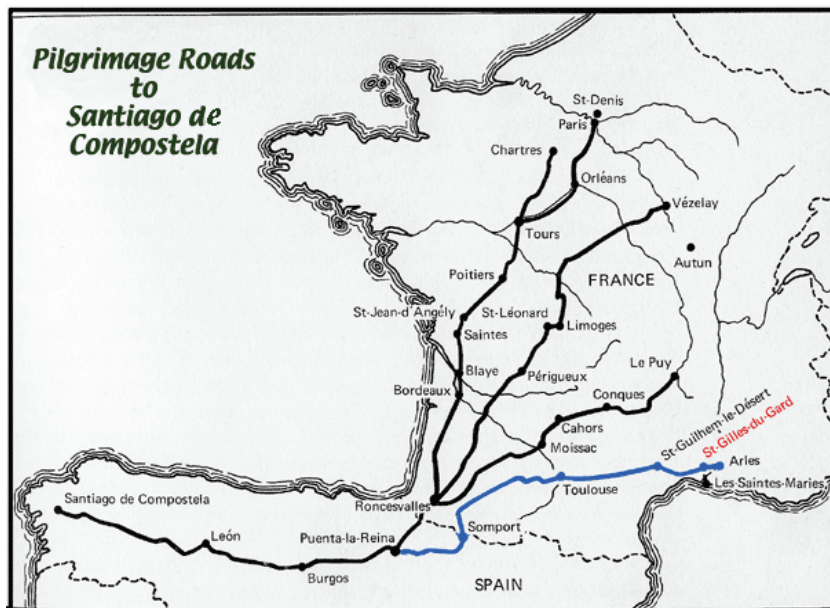 Pilgrimage Roads
to
Santiago de
Compostela
St-Denis
Paris
Chartres
Orléans
Vézelay
Tours
Autun
Poitiers
FRANCE
St-Jean-d'Angély
St-Léonard
Saintes
Limoges
Le Puy
Blaye
Périgueux
Bordeaux
Conques
Cahors
Moissac
St-Guilhem-le-Désert
St-Gilles-du-Gard
Arles
Toulouse
Les-Saintes-Maries
Santiago de Compostela
Roncesvalles
León
Puenta-la-Reina
Somport
Burgos
SPAIN